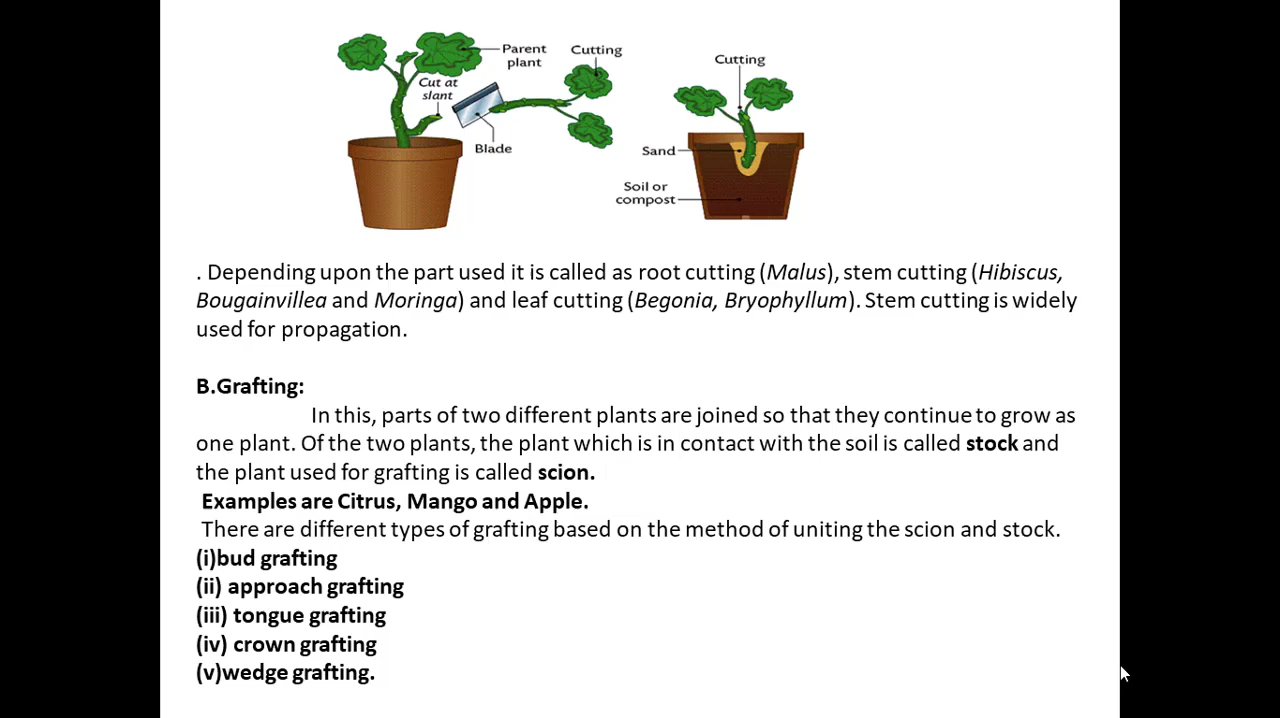 Parent
plant
Cutting
Cut at
slant
Blade
Cutting
Sand
Soil or
compost
. Depending upon the part used it is called as root cutting (Malus), stem cutting (Hibiscus,
Bougainvillea and Moringa) and leaf cutting (Begonia, Bryophyllum). Stem cutting is widely
used for propagation.
B.Grafting:
In this, parts of two different plants are joined so that they continue to grow as
one plant. Of the two plants, the plant which is in contact with the soil is called stock and
the plant used for grafting is called scion.
Examples are Citrus, Mango and Apple.
There are different types of grafting based on the method of uniting the scion and stock.
(i)bud grafting
(ii) approach grafting
(iii) tongue grafting
(iv) crown grafting
(v)wedge grafting.